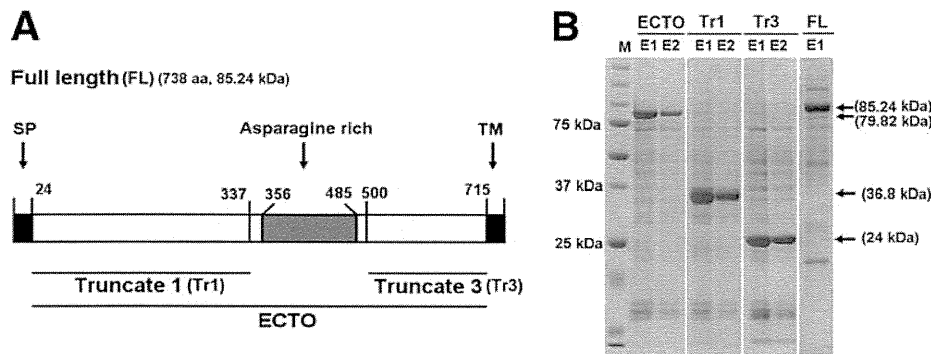 A
Full length (FL) (738 aa, 85.24 kDa)
SP
Asparagine rich
TM
24
337
356
485
500
715
Truncate 1 (Tr1)
Truncate 3 (Tr3)
ECTO
B
ECTO Tr1 Tr3 FL
M E1 E2 E1 E2 E1 E2 E1
75 kDa
37 kDa
25 kDa
(85.24 kDa)
(79.82 kDa)
(36.8 kDa)
(24 kDa)